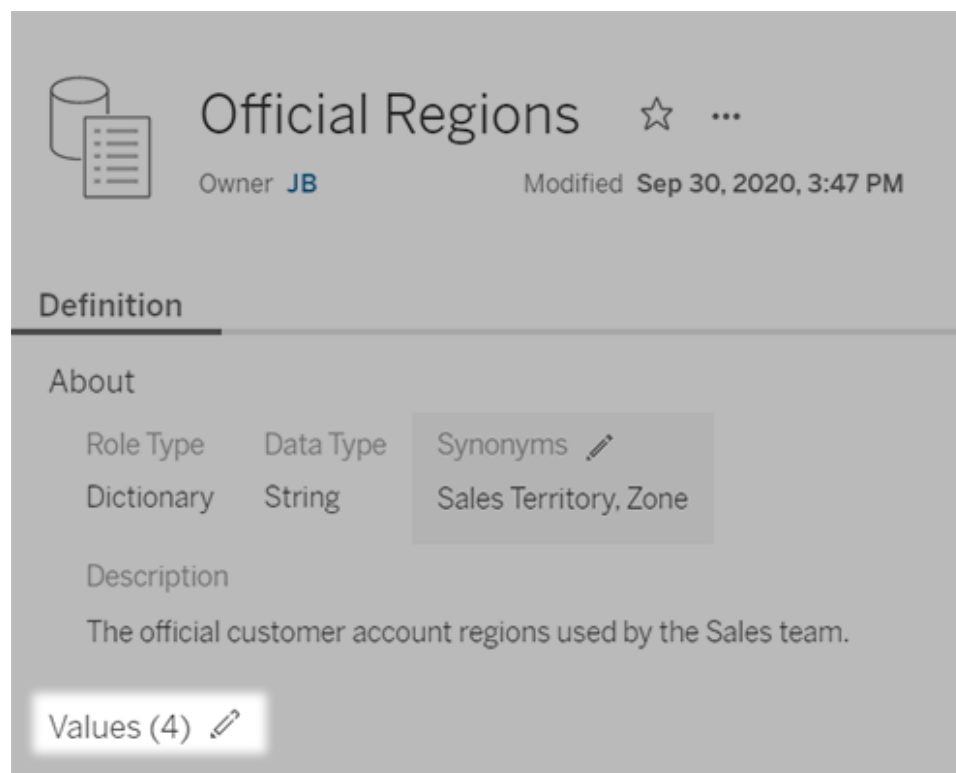 Official Regions
Owner JB Modified Sep 30, 2020, 3:47 PM
Definition
About
Role Type Data Type Synonyms
Dictionary String Sales Territory, Zone
Description
The official customer account regions used by the Sales team.
Values (4)